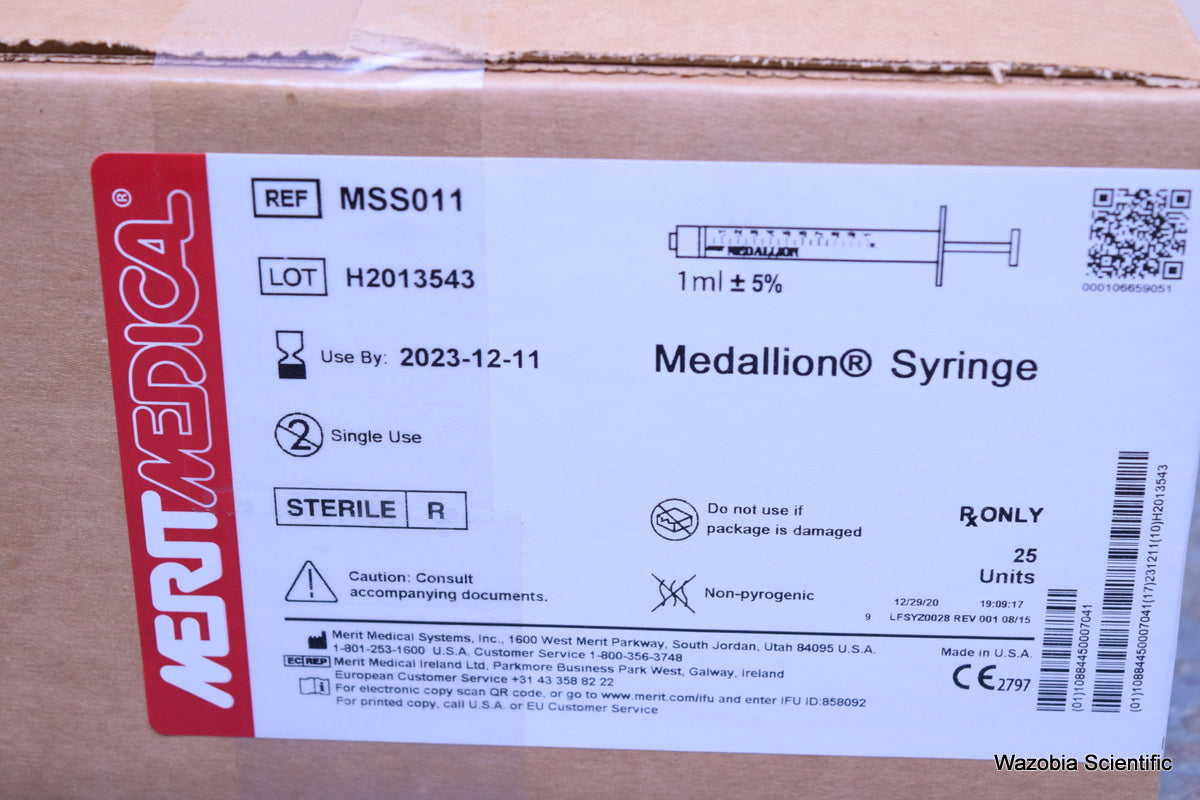 MERITMEDICAL®
REF MSS011
LOT H2013543
Use By: 2023-12-11
2 Single Use
STERILE R
Caution: Consult
accompanying documents.
MEDALLION
1ml ± 5%
000106659051
Medallion® Syringe
Do not use if
package is damaged
Non-pyrogenic
RxONLY
25
Units
12/29/20 19:09:17
9 LFSYZ0028 REV 001 08/15
Merit Medical Systems, Inc., 1600 West Merit Parkway, South Jordan, Utah 84095 U.S.A.
1-801-253-1600 U.S.A. Customer Service 1-800-356-3748
EC REP Merit Medical Ireland Ltd, Parkmore Business Park West, Galway, Ireland
European Customer Service +31 43 358 82 22
For electronic copy scan QR code, or go to www.merit.com/ifu and enter IFU ID:858092
For printed copy, call U.S.A. or EU Customer Service
Made in U.S.A.
CE 2797
(01)10884450007041
(01)10884450007041(17)231211(10)H2013543
Wazobia Scientific